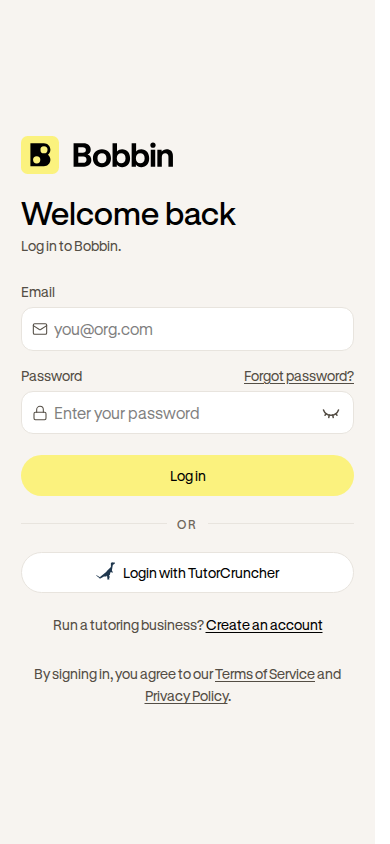 Bobbin
Welcome back
Log in to Bobbin.
Email
you@org.com
Password Forgot password?
Enter your password
Log in
OR
Login with TutorCruncher
Run a tutoring business? Create an account
By signing in, you agree to our Terms of Service and
Privacy Policy.